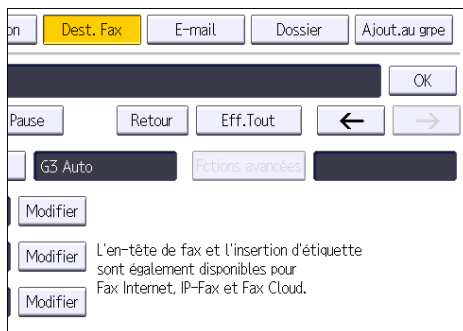 on Dest. Fax E-mail Dossier Ajout.au grpe
OK
Pause Retour Eff.Tout ← →
G3 Auto Fctions avancées
Modifier
Modifier L'en-tête de fax et l'insertion d'étiquette
sont également disponibles pour
Fax Internet, IP-Fax et Fax Cloud.
Modifier